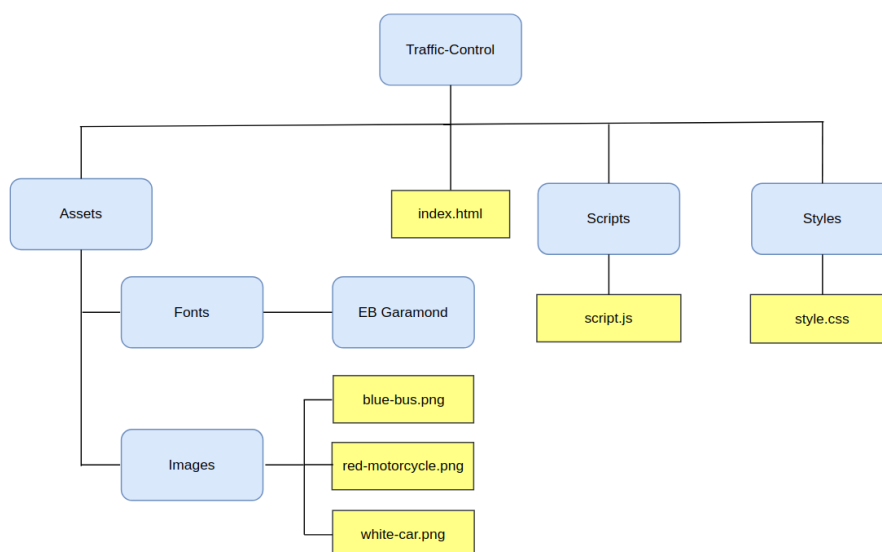 Traffic-Control
Assets
index.html
Scripts
Styles
Fonts
EB Garamond
script.js
style.css
blue-bus.png
red-motorcycle.png
Images
white-car.png